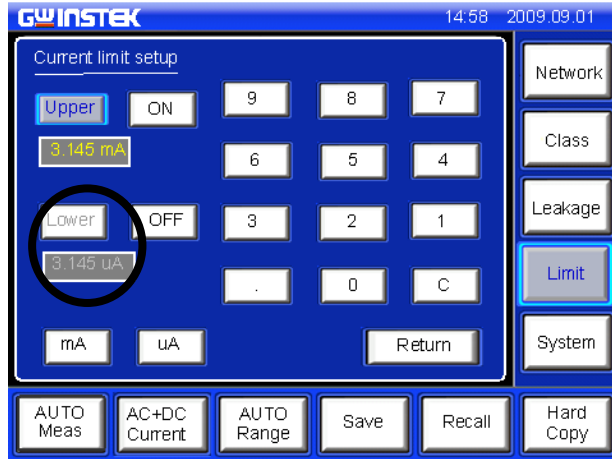 GWINSTEK 14:58 2009.09.01
Current limit setup
Upper ON 9 8 7
3.145 mA
6 5 4
Lower OFF 3 2 1
3.145 uA
. 0 C
mA uA Return
Network
Class
Leakage
Limit
System
AUTO
Meas
AC+DC
Current
AUTO
Range
Save
Recall
Hard
Copy